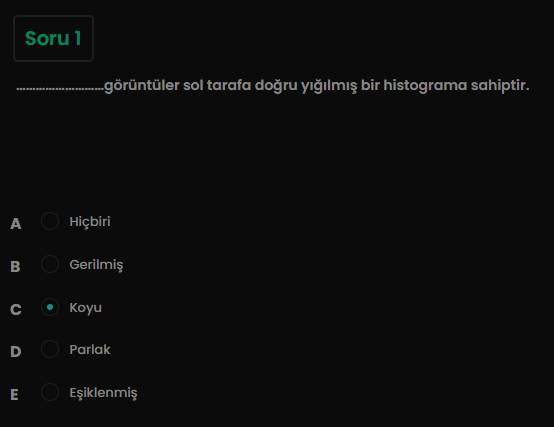 Soru 1
...........................görüntüler sol tarafa doğru yığılmış bir histograma sahiptir.
A Hiçbiri
B Gerilmiş
C Koyu
D Parlak
E Eşiklenmiş